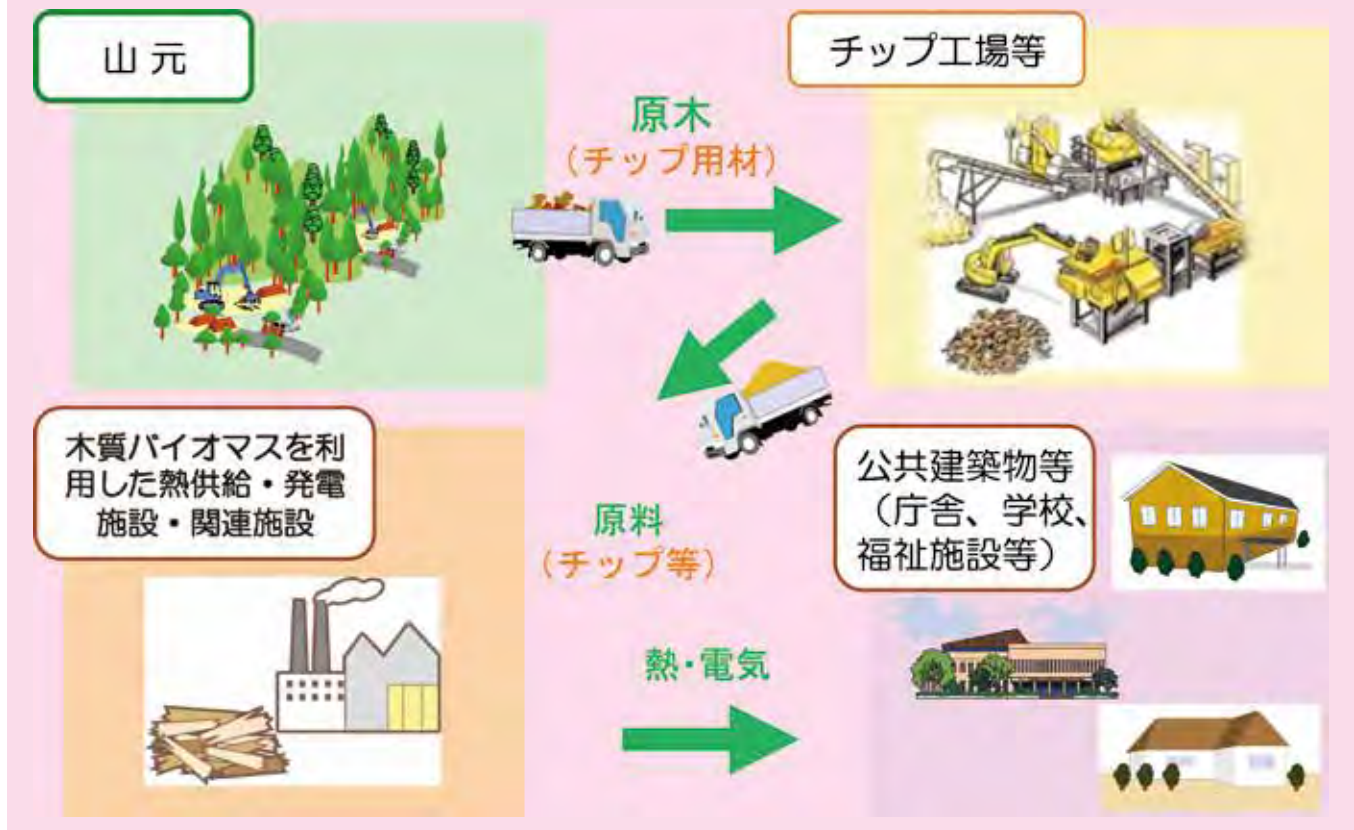 山元
チップ工場等
原木
（チップ用材）
木質バイオマスを利
用した熱供給・発電
施設・関連施設
原料
（チップ等）
公共建築物等
（庁舎、学校、
福祉施設等）
熱・電気